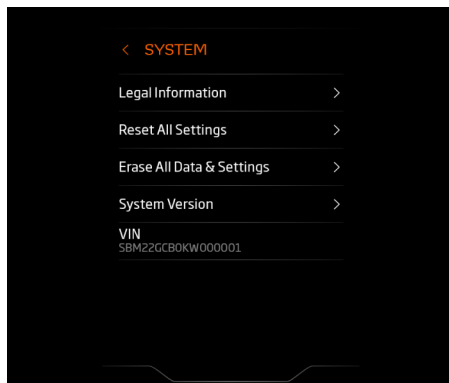 SYSTEM
Legal Information
Reset All Settings
Erase All Data & Settings
System Version
VIN
SBM22GCB0KW000001